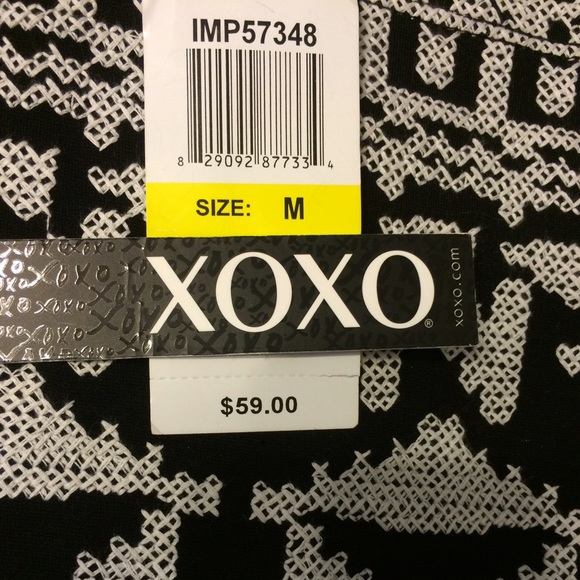 IMP57348
8 29092 87733 4
SIZE: M
XOXO®
xoxo.com
$59.00